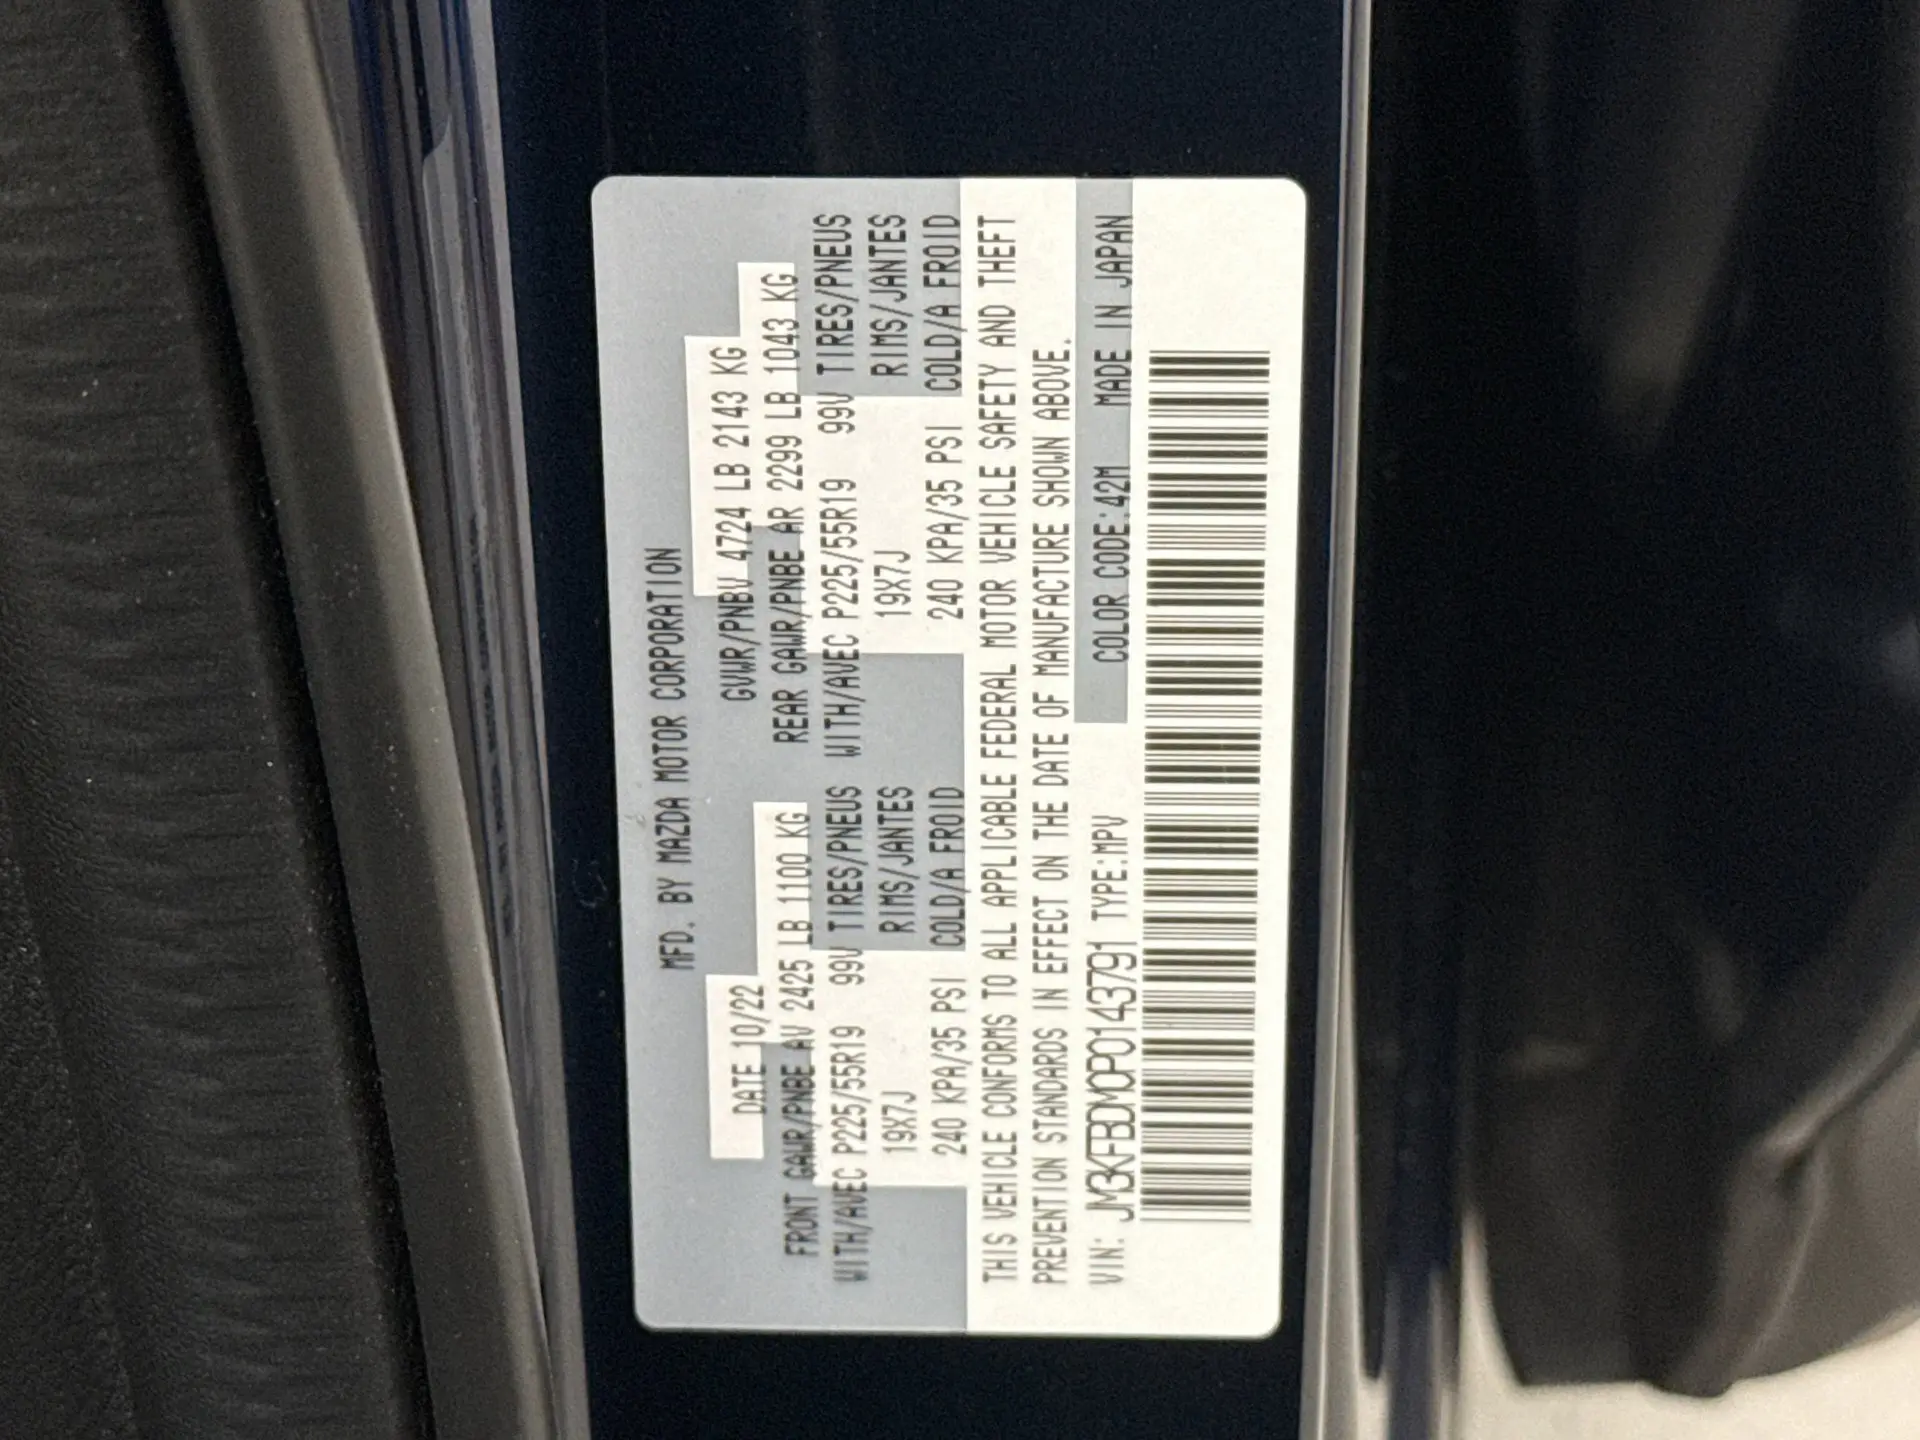 MFD. BY MAZDA MOTOR CORPORATION
DATE 10/22 GVWR/PNBV 4724 LB 2143 KG
FRONT GAWR/PNBE AV 2425 LB 1100 KG REAR GAWR/PNBE AR 2299 LB 1043 KG
WITH/AVEC P225/55R19 99V TIRES/PNEUS WITH/AVEC P225/55R19 99V TIRES/PNEUS
19X7J RIMS/JANTES 19X7J RIMS/JANTES
240 KPA/35 PSI COLD/A FROID 240 KPA/35 PSI COLD/A FROID
THIS VEHICLE CONFORMS TO ALL APPLICABLE FEDERAL MOTOR VEHICLE SAFETY AND THEFT
PREVENTION STANDARDS IN EFFECT ON THE DATE OF MANUFACTURE SHOWN ABOVE.
VIN: JM3KFBDM0P0143791 TYPE:MPV COLOR CODE:42M MADE IN JAPAN